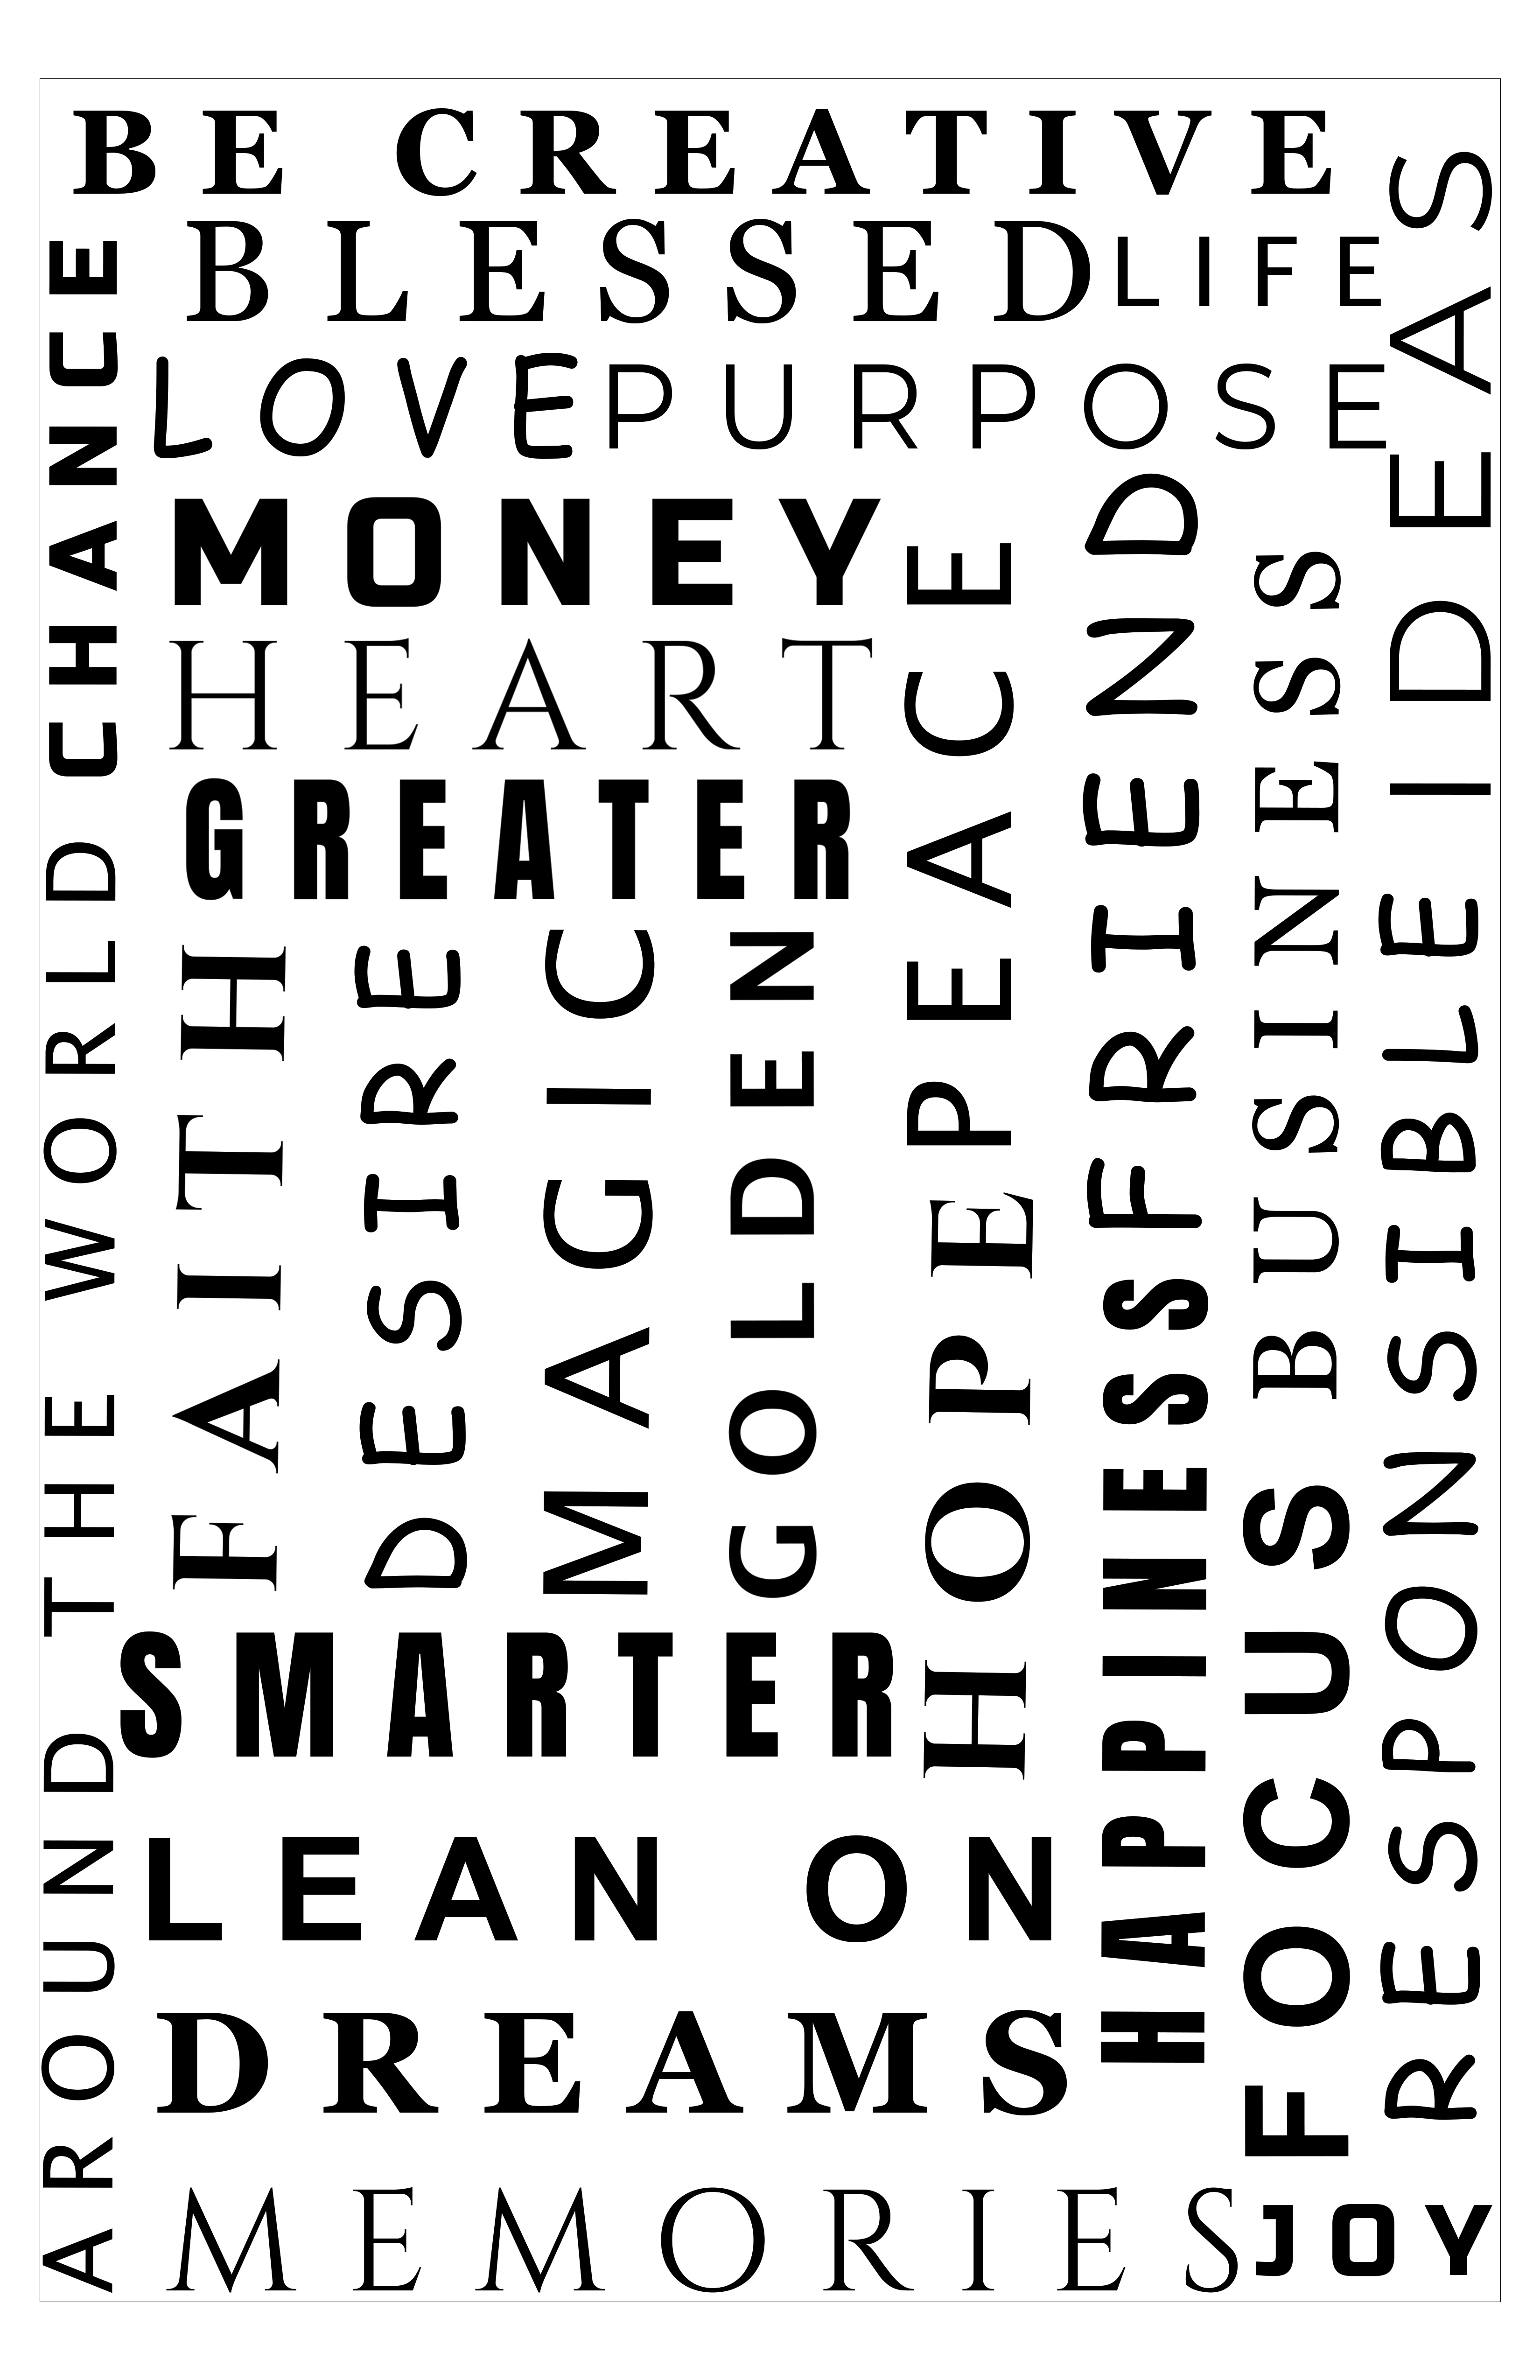 BE CREATIVE
BLESSED
LIFE
LOVE
PURPOSE
MONEY
HEART
GREATER
AROUND THE WORLD
CHANCE
FAITH
DESIRE
MAGIC
GOLDEN
PEACE
HOPE
FRIEND
HAPPINESS
BUSINESS
FOCUS
IDEAS
RESPONSIBLE
SMARTER
LEAN ON
DREAMS
MEMORIES
JOY